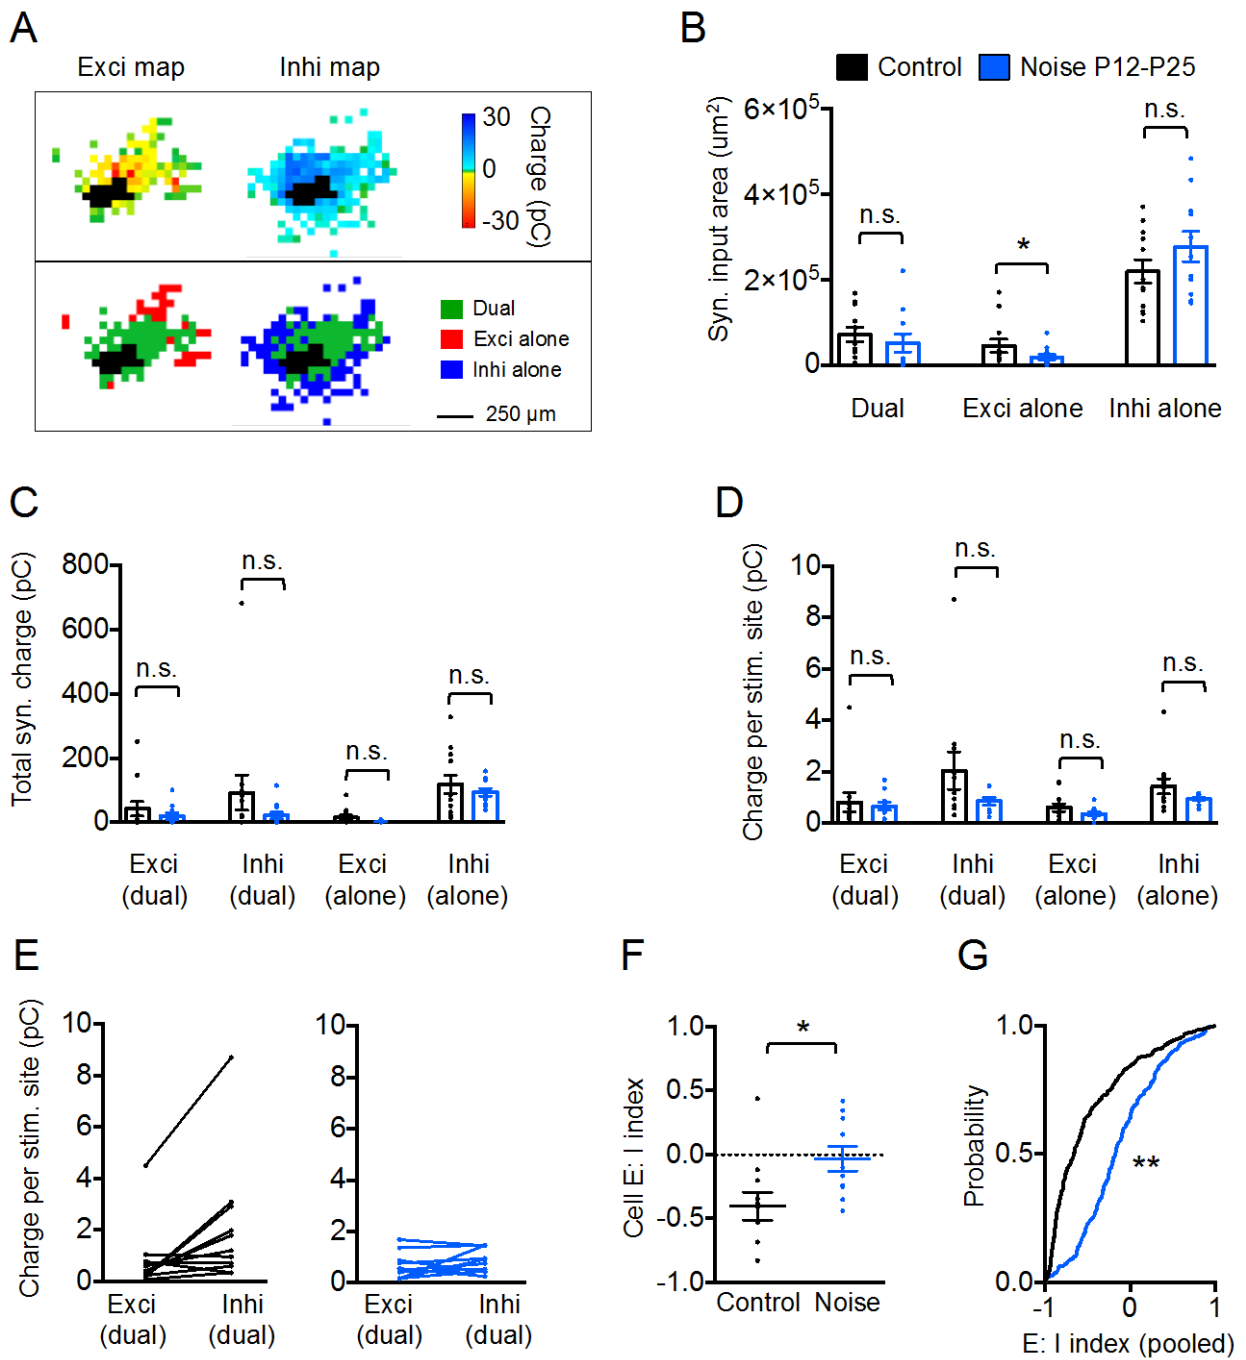 A
Exci map
Inhi map
30
0
-30
Charge (pC)
Dual
Exci alone
Inhi alone
250 µm
B
Control
Noise P12-P25
Syn. input area (um²)
6×10⁵
4×10⁵
2×10⁵
0
n.s.
*
n.s.
Dual
Exci alone
Inhi alone
C
Total syn. charge (pC)
800
600
400
200
0
n.s.
n.s.
n.s.
n.s.
Exci (dual)
Inhi (dual)
Exci (alone)
Inhi (alone)
D
Charge per stim. site (pC)
10
8
6
4
2
0
n.s.
n.s.
n.s.
n.s.
Exci (dual)
Inhi (dual)
Exci (alone)
Inhi (alone)
E
Charge per stim. site (pC)
10
8
6
4
2
0
Exci (dual)
Inhi (dual)
10
8
6
4
2
0
Exci (dual)
Inhi (dual)
F
Cell E: I index
1.0
0.5
0.0
-0.5
-1.0
*
Control
Noise
G
Probability
1.0
0.5
0.0
**
-1
0
1
E: I index (pooled)